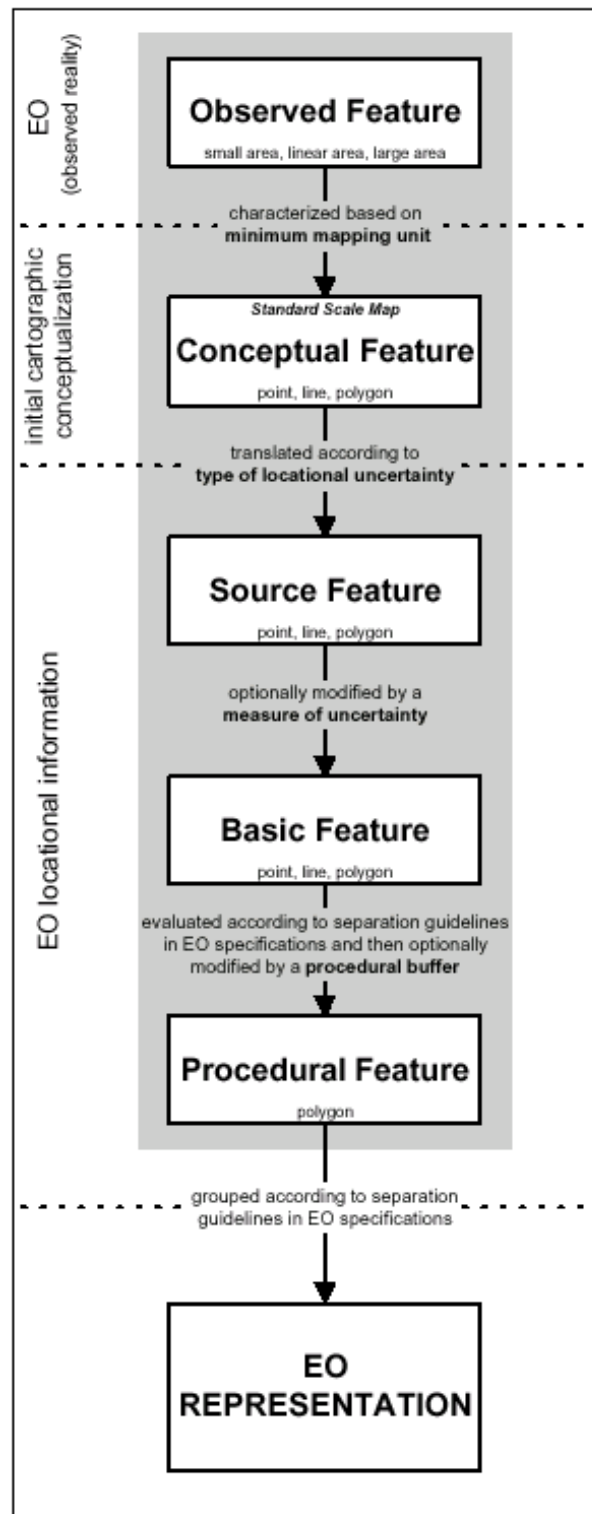 EO
(observed reality)
Observed Feature
small area, linear area, large area
characterized based on
minimum mapping unit
initial cartographic
conceptualization
Standard Scale Map
Conceptual Feature
point, line, polygon
translated according to
type of locational uncertainty
EO locational information
Source Feature
point, line, polygon
optionally modified by a
measure of uncertainty
Basic Feature
point, line, polygon
evaluated according to separation guidelines
in EO specifications and then optionally
modified by a procedural buffer
Procedural Feature
polygon
grouped according to separation
guidelines in EO specifications
EO
REPRESENTATION